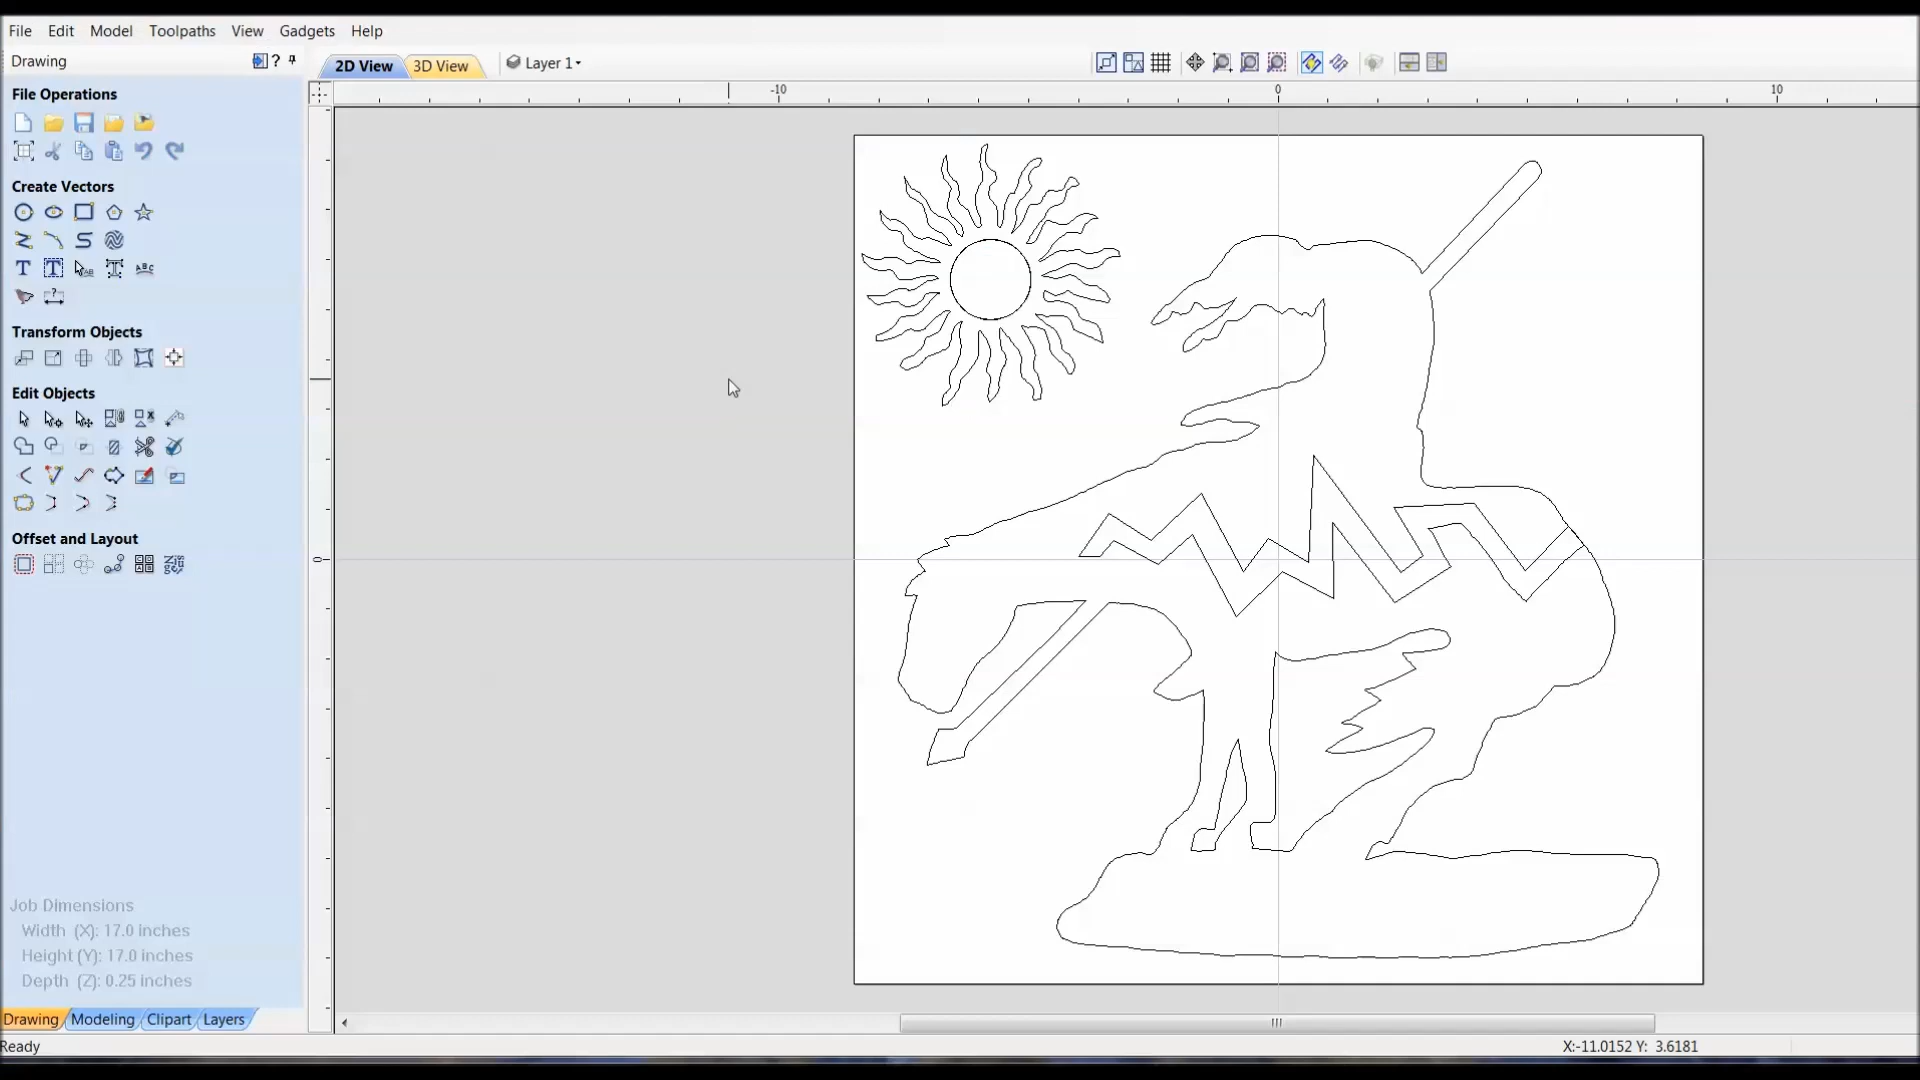 File Edit Model Toolpaths View Gadgets Help
Drawing ?
2D View 3D View Layer 1
-10 0 10
File Operations
Create Vectors
Transform Objects
Edit Objects
Offset and Layout
0
Job Dimensions
Width (X): 17.0 inches
Height (Y): 17.0 inches
Depth (Z): 0.25 inches
Drawing Modeling Clipart Layers
Ready X:-11.0152 Y: 3.6181